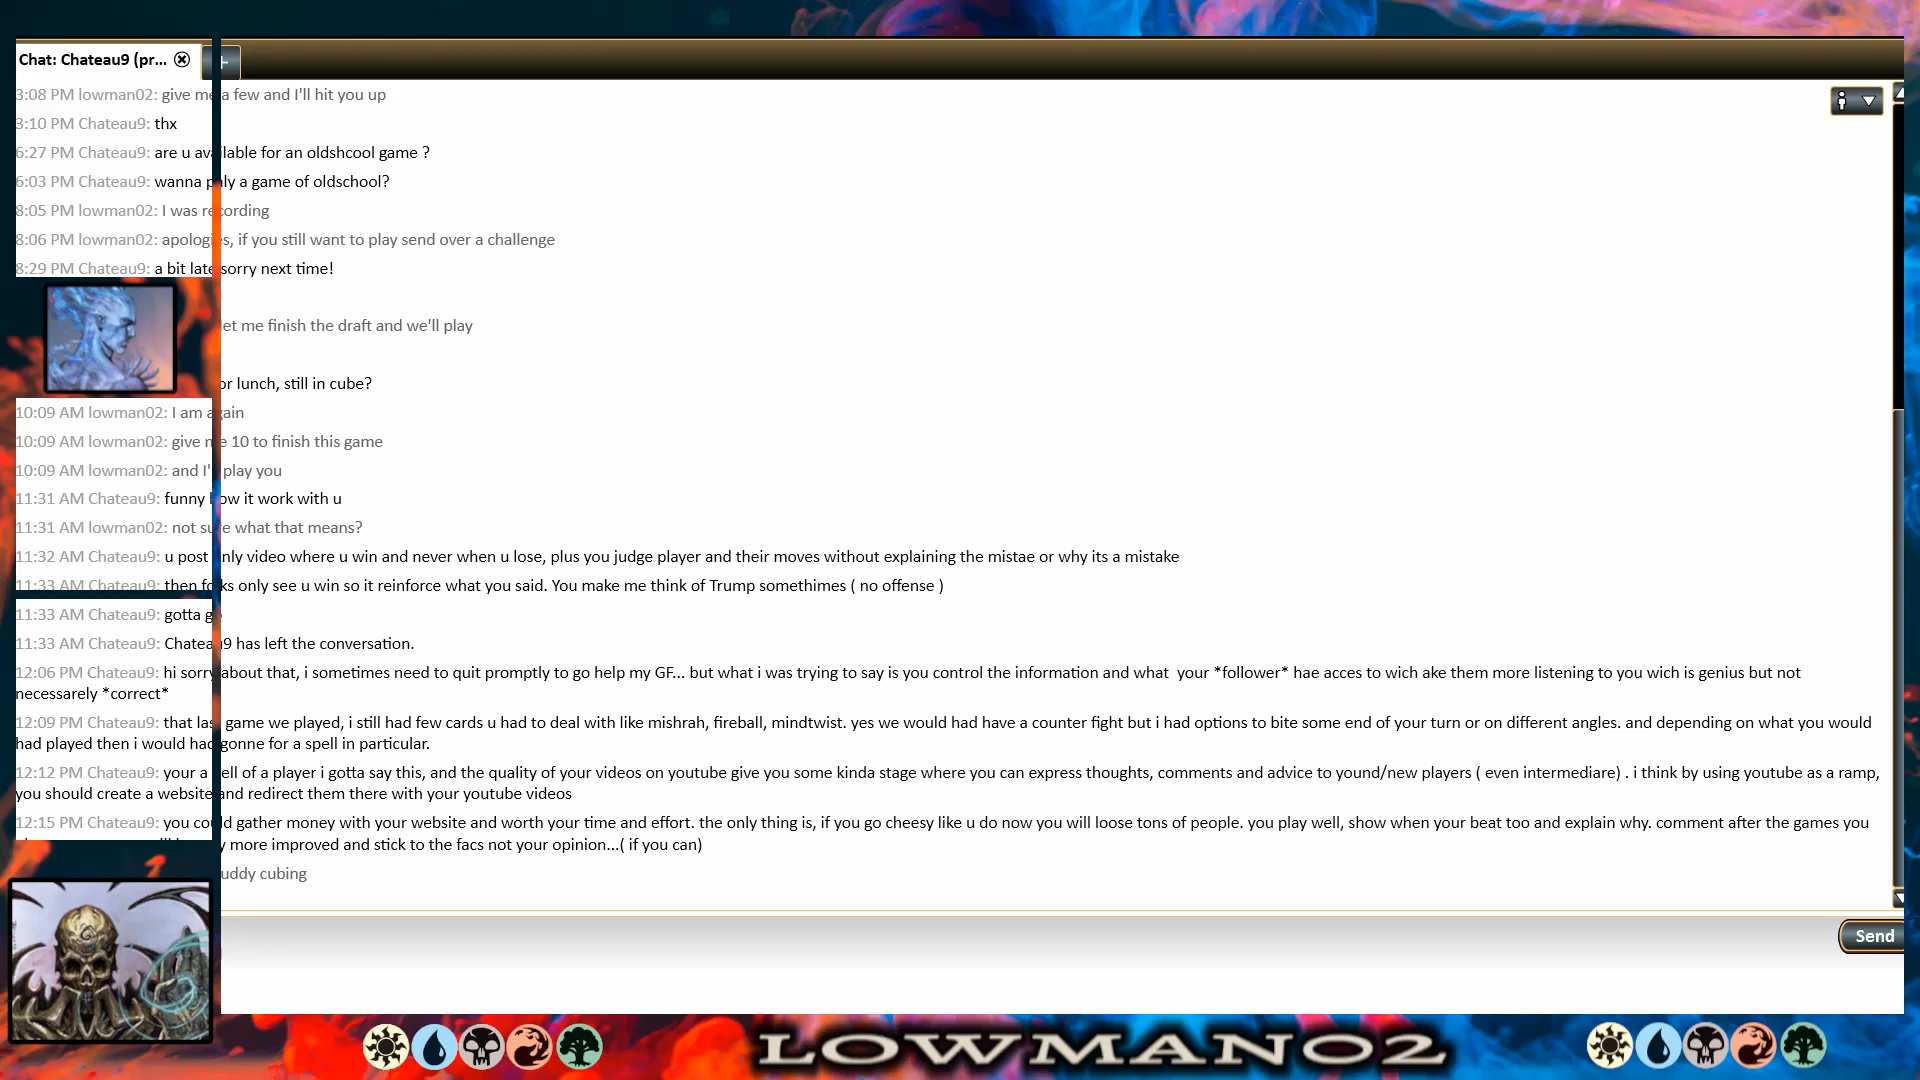 Chat: Chateau9 (pr...
3:08 PM lowman02: give me a few and I'll hit you up
3:10 PM Chateau9: thx
6:27 PM Chateau9: are u available for an oldshcool game ?
6:03 PM Chateau9: wanna play a game of oldschool?
8:05 PM lowman02: I was recording
8:06 PM lowman02: apologies, if you still want to play send over a challenge
8:29 PM Chateau9: a bit late sorry next time!
let me finish the draft and we'll play
or lunch, still in cube?
10:09 AM lowman02: I am again
10:09 AM lowman02: give me 10 to finish this game
10:09 AM lowman02: and I'll play you
11:31 AM Chateau9: funny how it work with u
11:31 AM lowman02: not sure what that means?
11:32 AM Chateau9: u post only video where u win and never when u lose, plus you judge player and their moves without explaining the mistae or why its a mistake
11:33 AM Chateau9: then folks only see u win so it reinforce what you said. You make me think of Trump somethimes ( no offense )
11:33 AM Chateau9: gotta go
11:33 AM Chateau9: Chateau9 has left the conversation.
12:06 PM Chateau9: hi sorry about that, i sometimes need to quit promptly to go help my GF... but what i was trying to say is you control the information and what your *follower* hae acces to wich ake them more listening to you wich is genius but not
necessarely *correct*
12:09 PM Chateau9: that last game we played, i still had few cards u had to deal with like mishrah, fireball, mindtwist. yes we would had have a counter fight but i had options to bite some end of your turn or on different angles. and depending on what you would
had played then i would had gonne for a spell in particular.
12:12 PM Chateau9: your a hell of a player i gotta say this, and the quality of your videos on youtube give you some kinda stage where you can express thoughts, comments and advice to yound/new players ( even intermediare) . i think by using youtube as a ramp,
you should create a website and redirect them there with your youtube videos
12:15 PM Chateau9: you could gather money with your website and worth your time and effort. the only thing is, if you go cheesy like u do now you will loose tons of people. you play well, show when your beat too and explain why. comment after the games you
more improved and stick to the facs not your opinion...( if you can)
uddy cubing
Send
LOWMAN02